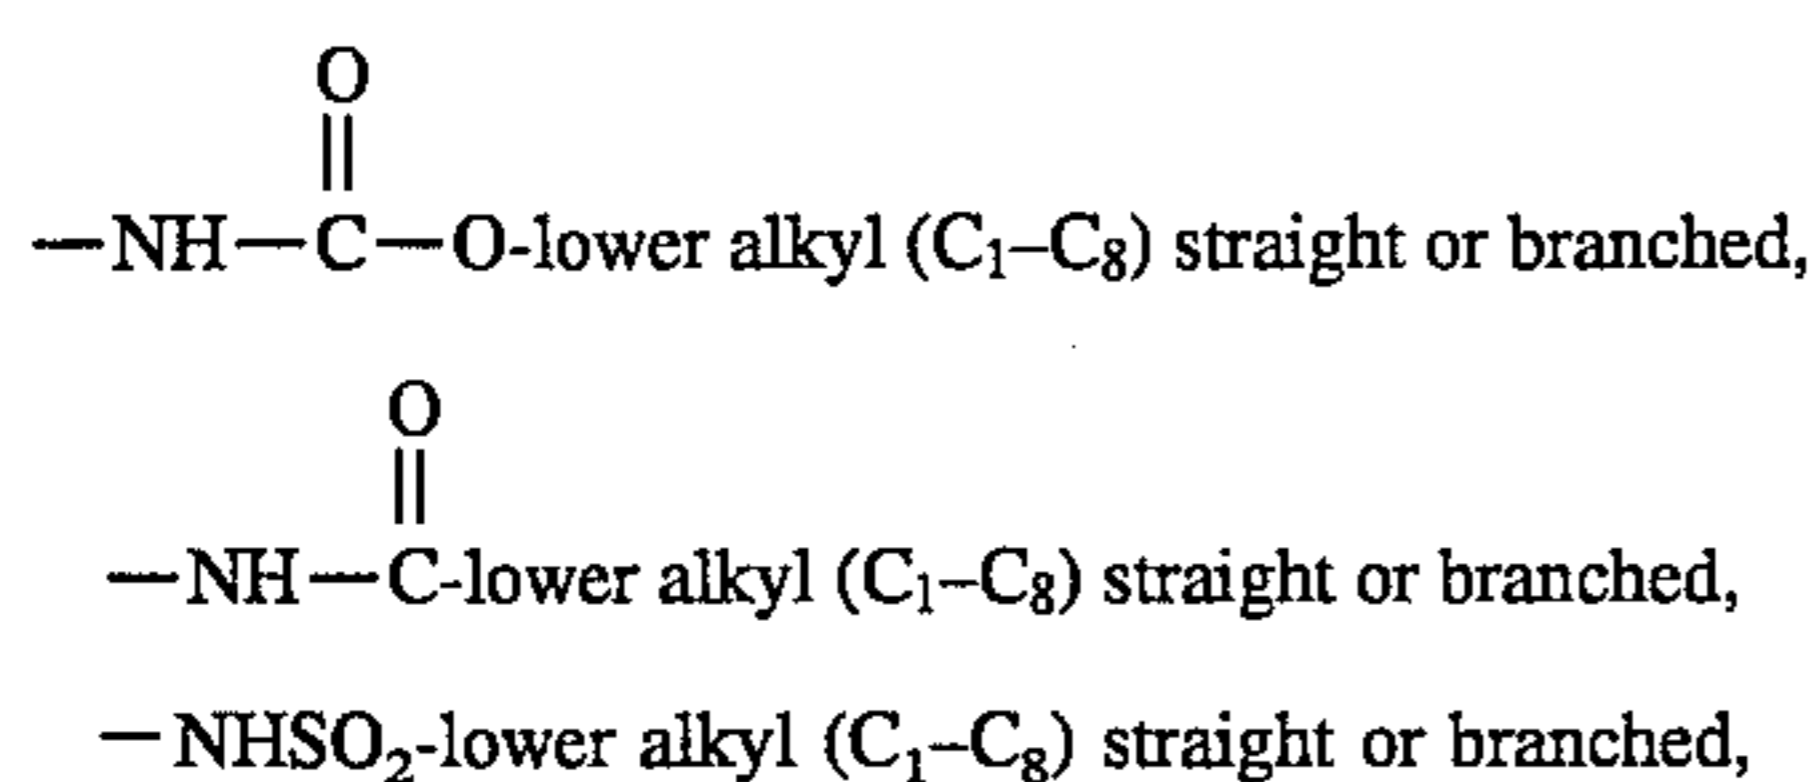 O
||
—NH—C—O-lower alkyl (C₁–C₈) straight or branched,
O
||
—NH—C-lower alkyl (C₁–C₈) straight or branched,
—NHSO₂-lower alkyl (C₁–C₈) straight or branched,